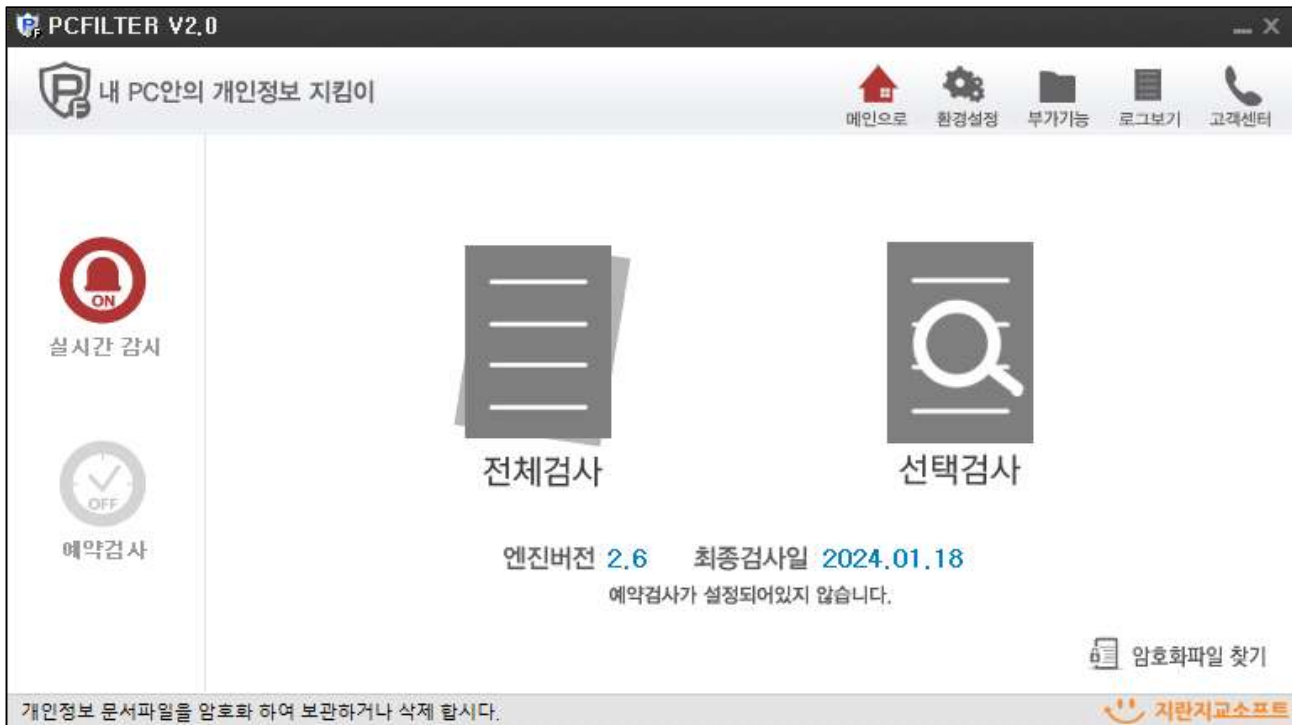 PCFILTER V2.0
내 PC안의 개인정보 지킴이
메인으로 환경설정 부가기능 로그보기 고객센터
ON
실시간 감시
전체검사 선택검사
OFF
예약검사
엔진버전 2.6 최종검사일 2024.01.18
예약검사가 설정되어있지 않습니다.
암호화파일 찾기
개인정보 문서파일을 암호화 하여 보관하거나 삭제 합시다.
지란지교소프트